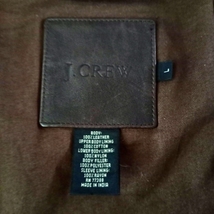 J.CREW
L
BODY:
100% LEATHER
UPPER BODY LINING:
100% COTTON
LOWER BODY LINING:
100% NYLON
BODY FILLER:
100% POLYESTER
SLEEVE LINING:
100% RAYON
RN 77388
MADE IN INDIA